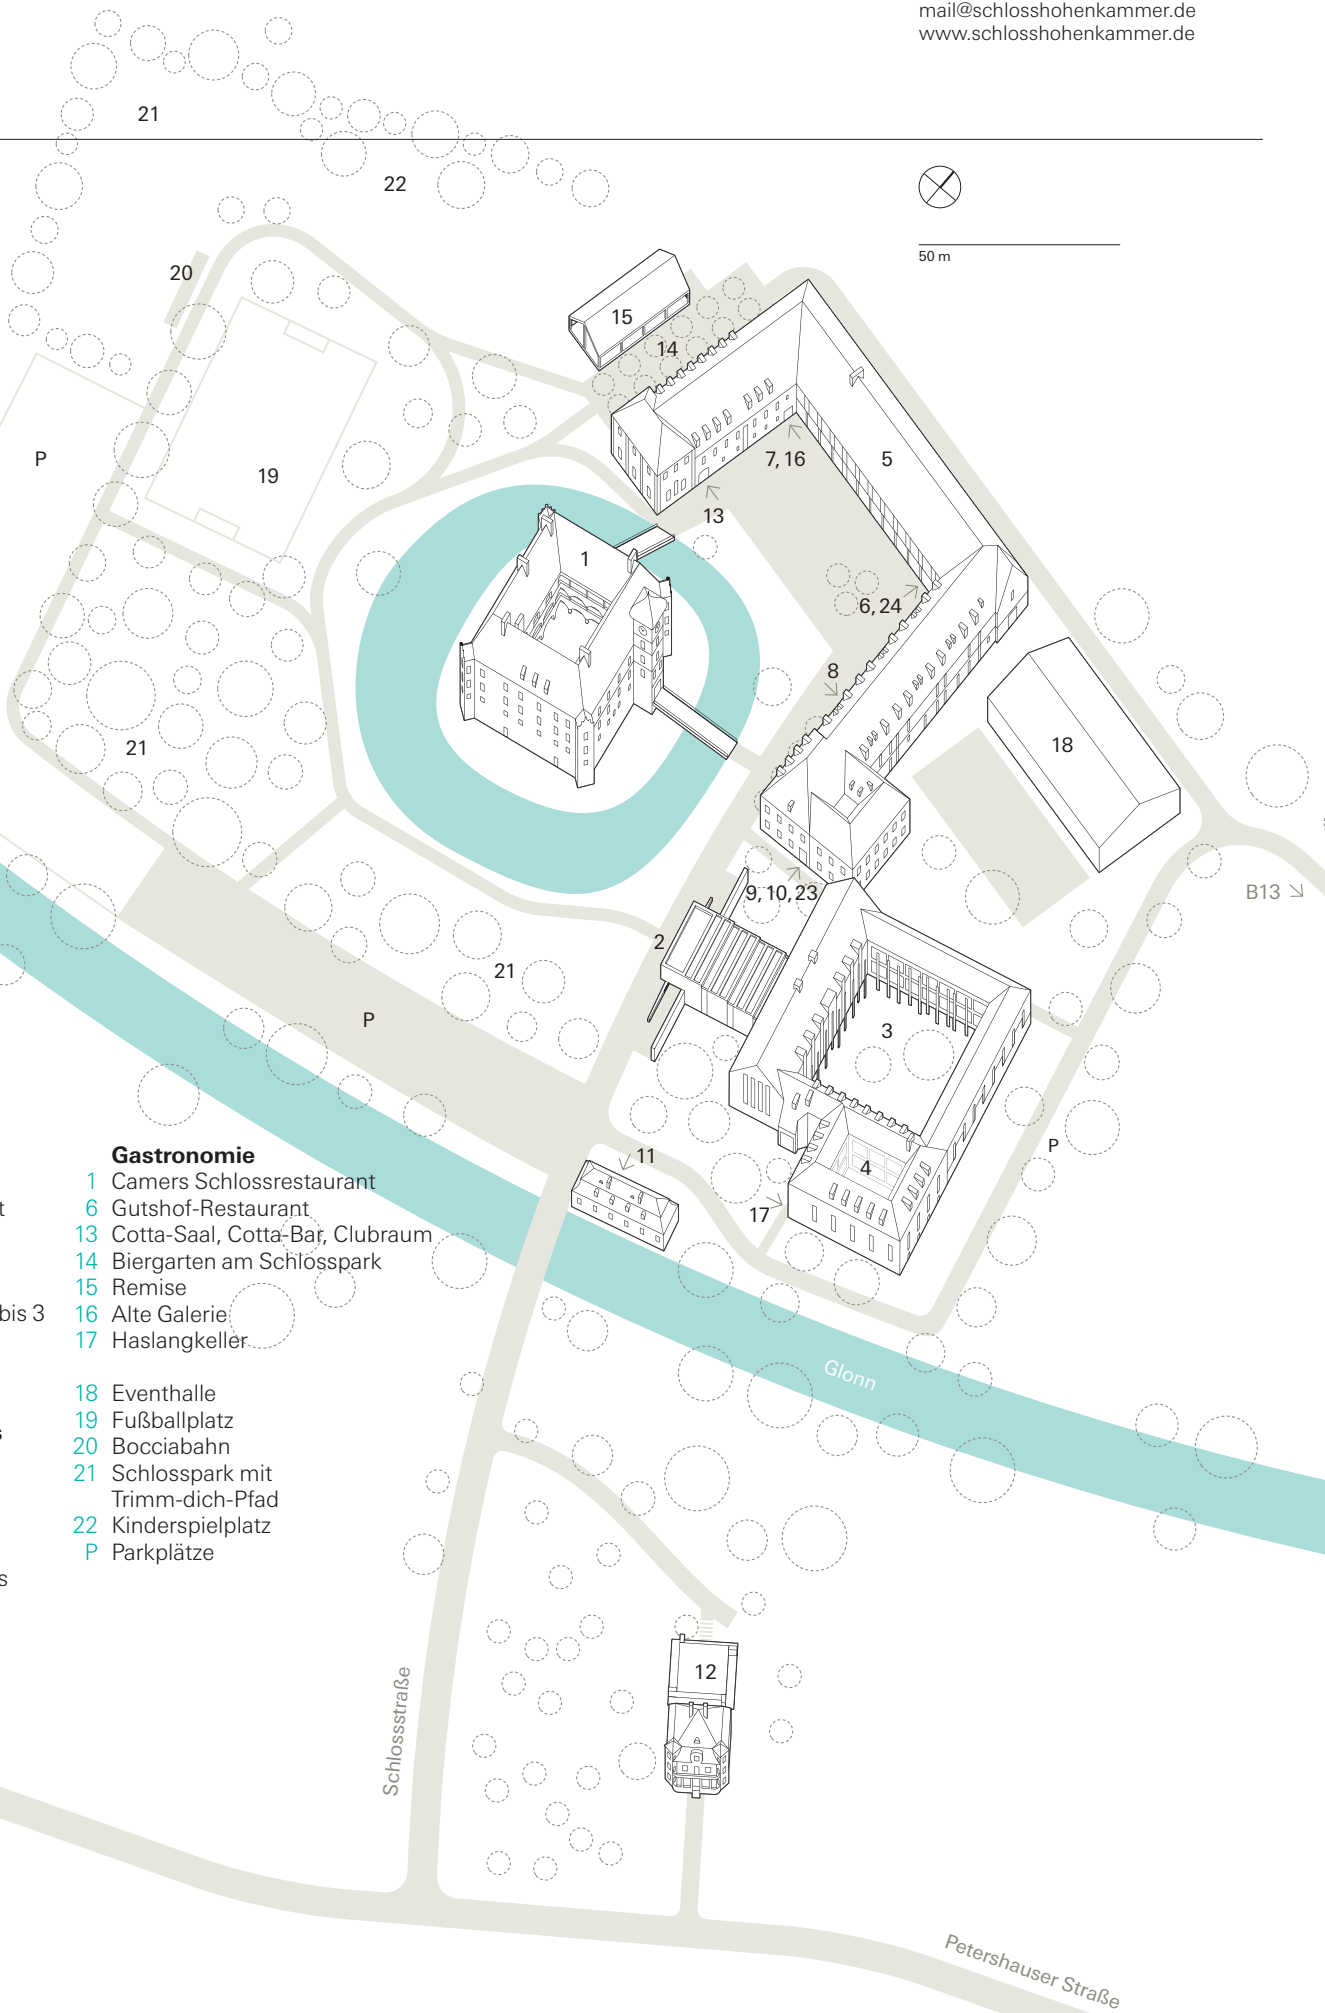 mail@schlosshohenkammer.de
www.schlosshohenkammer.de
21
22
50 m
20
15
14
P
19
7, 16
5
13
1
6, 24
8
18
21
9, 10, 23
B13
2
21
3
P
P
11
4
17
Gastronomie
1 Camers Schlossrestaurant
t
6 Gutshof-Restaurant
13 Cotta-Saal, Cotta-Bar, Clubraum
14 Biergarten am Schlosspark
15 Remise
bis 3
16 Alte Galerie
17 Haslangkeller
18 Eventhalle
19 Fußballplatz
s
20 Bocciabahn
21 Schlosspark mit
Trimm-dich-Pfad
22 Kinderspielplatz
P Parkplätze
s
Glonn
12
Schlossstraße
Petershauser Straße